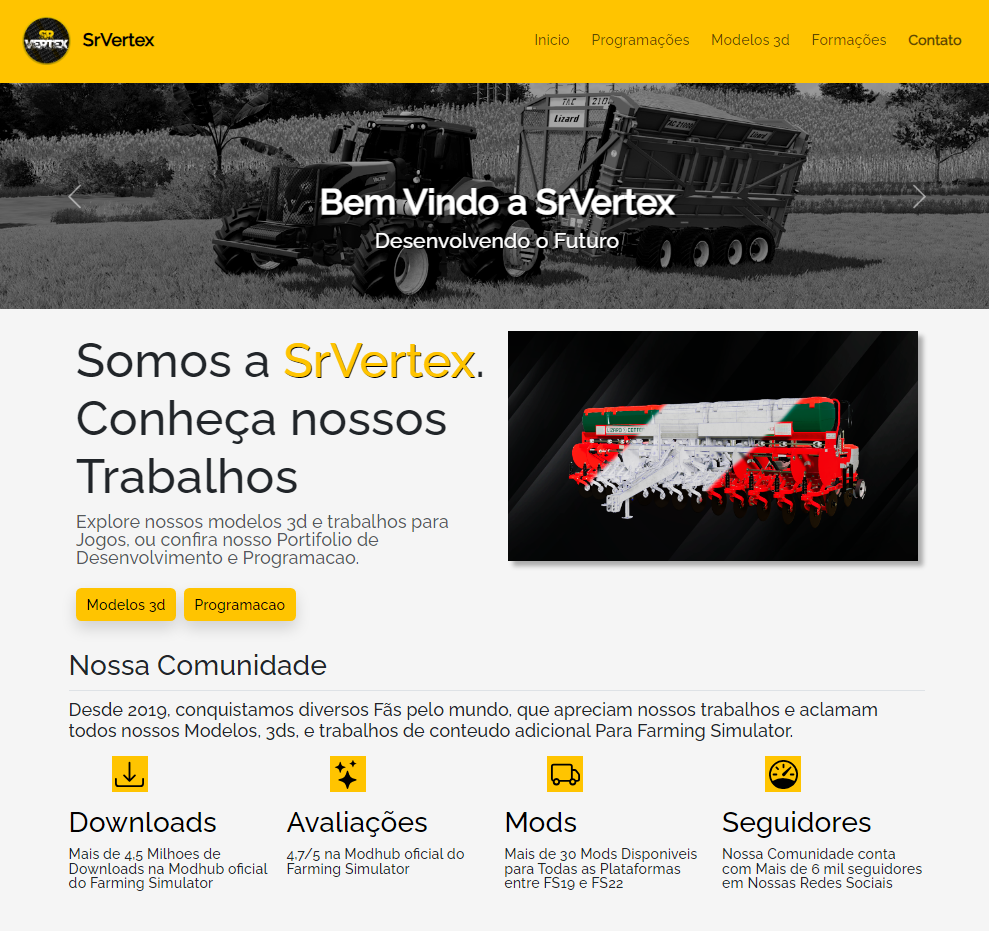 SR
VERTEX
SrVertex
Inicio Programações Modelos 3d Formações Contato
TAC 210
Lizard
Bem Vindo a SrVertex
Desenvolvendo o Futuro
Somos a SrVertex.
Conheça nossos
Trabalhos
Explore nossos modelos 3d e trabalhos para
Jogos, ou confira nosso Portifolio de
Desenvolvimento e Programacao.
Modelos 3d Programacao
Nossa Comunidade
Desde 2019, conquistamos diversos Fãs pelo mundo, que apreciam nossos trabalhos e aclamam
todos nossos Modelos, 3ds, e trabalhos de conteudo adicional Para Farming Simulator.
Downloads
Mais de 4,5 Milhoes de
Downloads na Modhub oficial
do Farming Simulator
Avaliações
4,7/5 na Modhub oficial do
Farming Simulator
Mods
Mais de 30 Mods Disponiveis
para Todas as Plataformas
entre FS19 e FS22
Seguidores
Nossa Comunidade conta
com Mais de 6 mil seguidores
em Nossas Redes Sociais